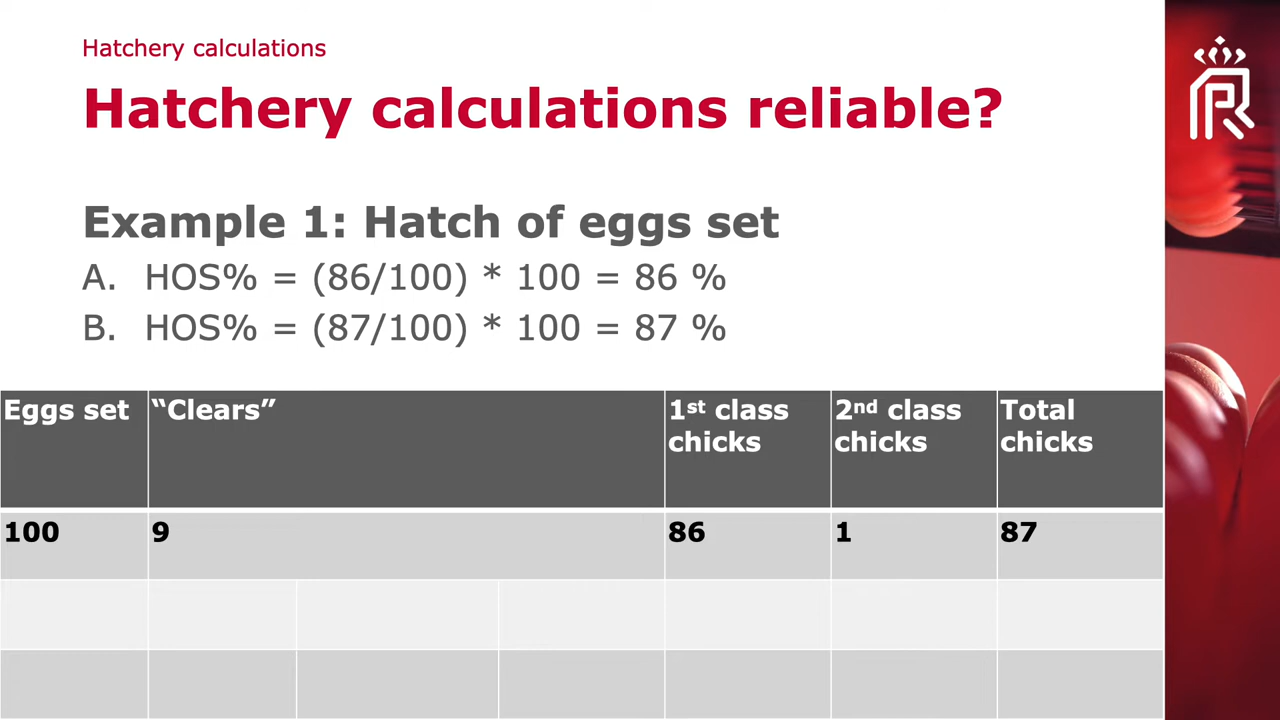 Hatchery calculations
Hatchery calculations reliable?
Example 1: Hatch of eggs set
A. HOS% = (86/100) * 100 = 86 %
B. HOS% = (87/100) * 100 = 87 %
Eggs set “Clears” 1st class chicks 2nd class chicks Total chicks
100 9 86 1 87